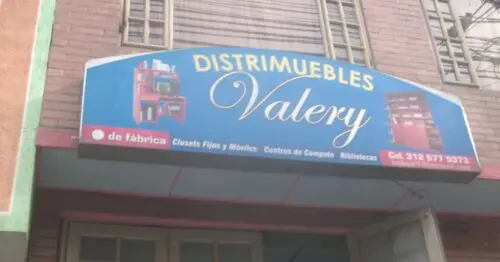 DISTRIMUEBLES
Valery
de fábrica
Closets Fijos y Móviles Centros de Computo Bibliotecas
Cel. 312 577 5373